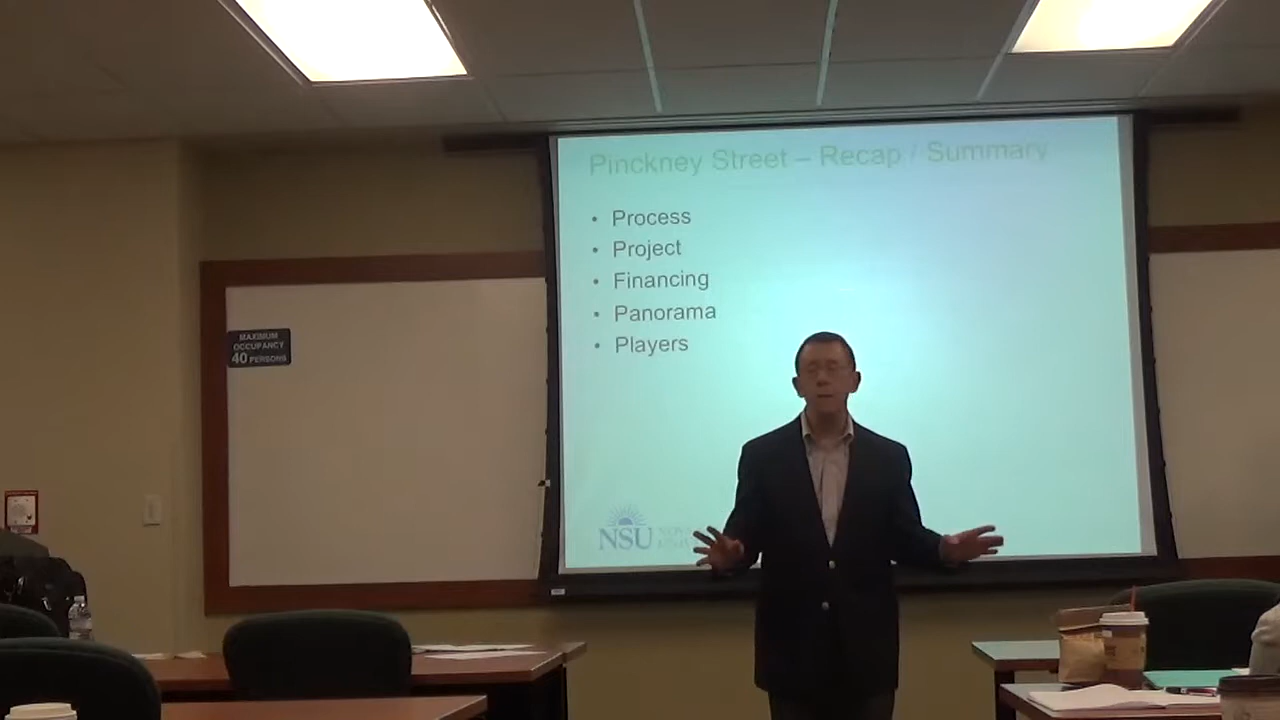 Pinckney Street – Recap / Summary
• Process
• Project
• Financing
• Panorama
• Players
MAXIMUM
OCCUPANCY
40 PERSONS
NSU